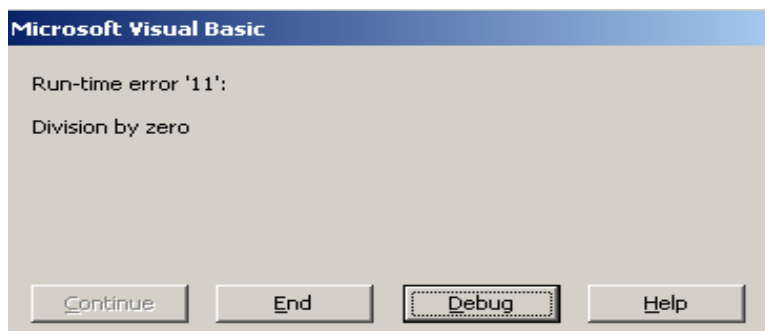 Microsoft Visual Basic
Run-time error '11':
Division by zero
Continue End Debug Help